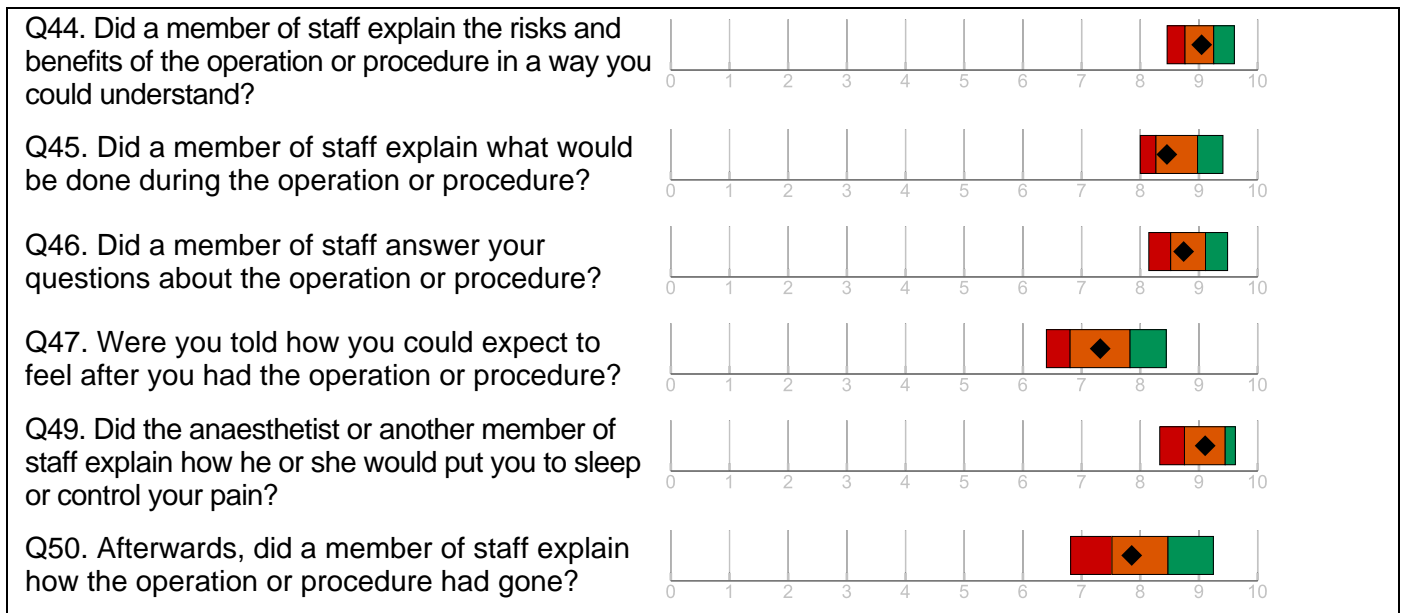 Q44. Did a member of staff explain the risks and
benefits of the operation or procedure in a way you
could understand?
0 1 2 3 4 5 6 7 8 9 10
Q45. Did a member of staff explain what would
be done during the operation or procedure?
0 1 2 3 4 5 6 7 8 9 10
Q46. Did a member of staff answer your
questions about the operation or procedure?
0 1 2 3 4 5 6 7 8 9 10
Q47. Were you told how you could expect to
feel after you had the operation or procedure?
0 1 2 3 4 5 6 7 8 9 10
Q49. Did the anaesthetist or another member of
staff explain how he or she would put you to sleep
or control your pain?
0 1 2 3 4 5 6 7 8 9 10
Q50. Afterwards, did a member of staff explain
how the operation or procedure had gone?
0 1 2 3 4 5 6 7 8 9 10